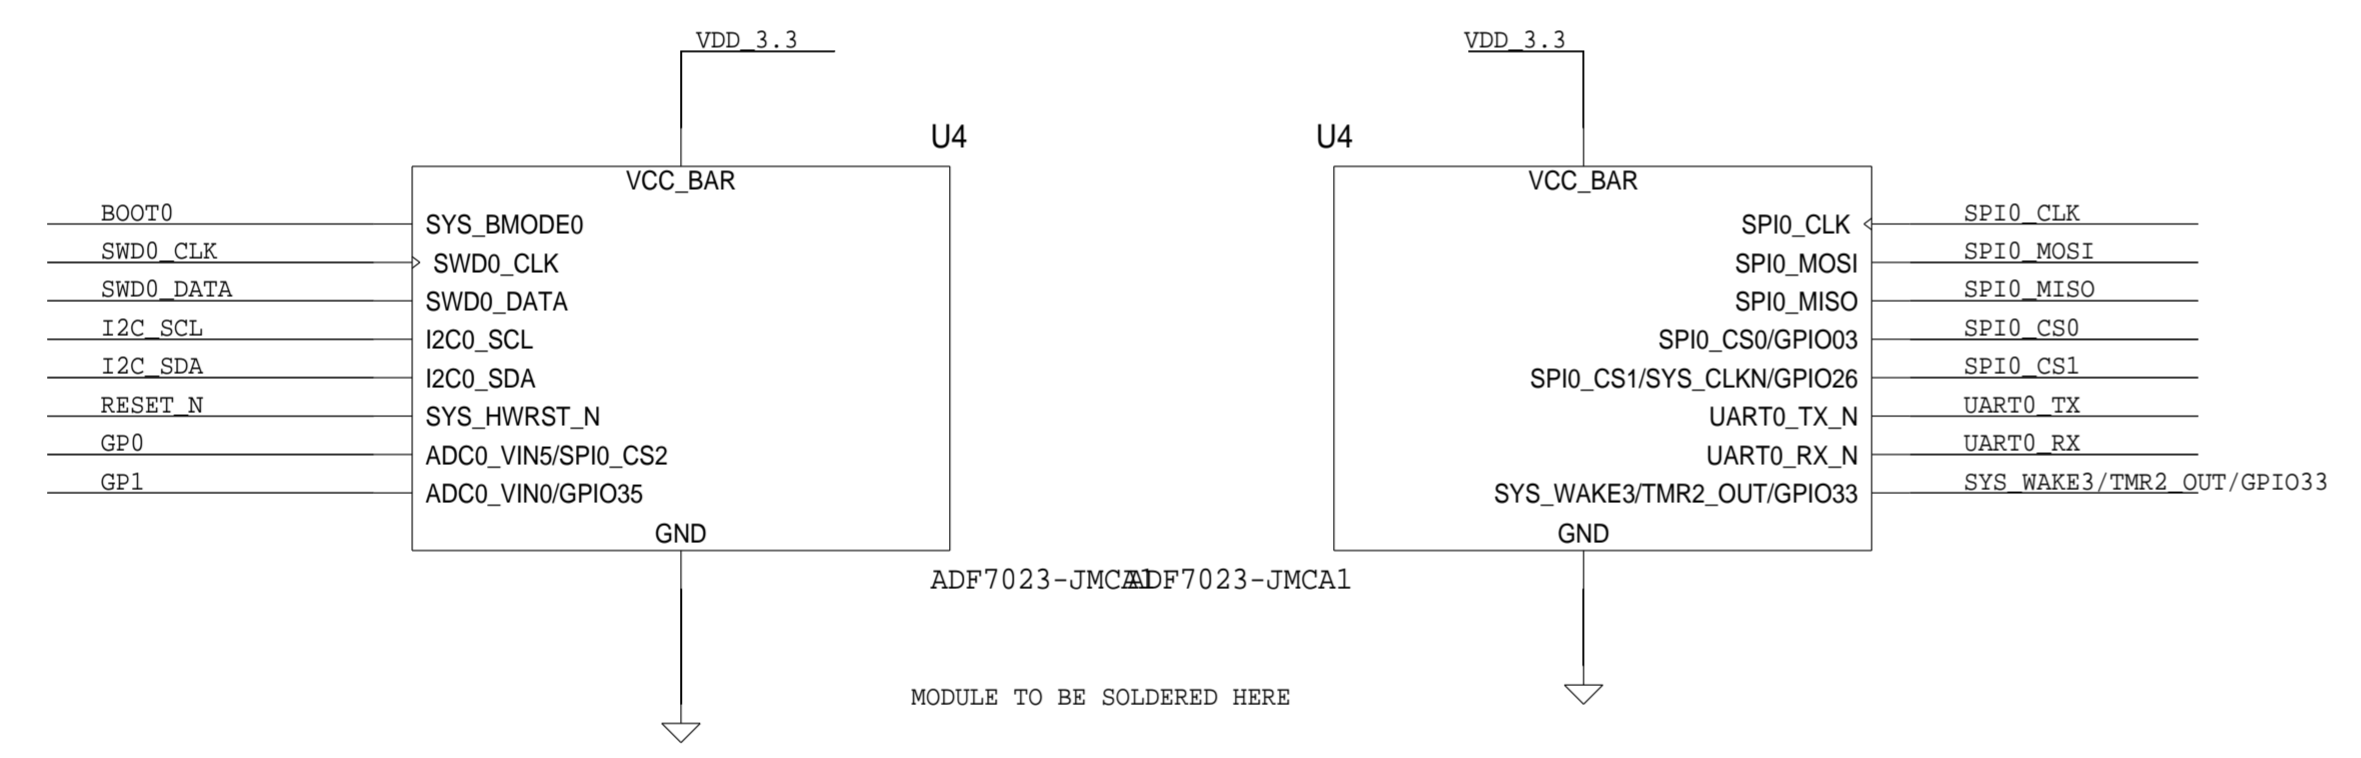 VDD_3.3
VDD_3.3
U4
U4
VCC_BAR
VCC_BAR
BOOT0
SYS_BMODE0
SPI0_CLK
SPI0_CLK
SWD0_CLK
SWD0_CLK
SPI0_MOSI
SPI0_MOSI
SWD0_DATA
SWD0_DATA
SPI0_MISO
SPI0_MISO
I2C_SCL
I2C0_SCL
SPI0_CS0/GPIO03
SPI0_CS0
I2C_SDA
I2C0_SDA
SPI0_CS1/SYS_CLKN/GPIO26
SPI0_CS1
RESET_N
SYS_HWRST_N
UART0_TX_N
UART0_TX
GP0
ADC0_VIN5/SPI0_CS2
UART0_RX_N
UART0_RX
GP1
ADC0_VIN0/GPIO35
SYS_WAKE3/TMR2_OUT/GPIO33
SYS_WAKE3/TMR2_OUT/GPIO33
GND
GND
ADF7023-JMCA1
ADF7023-JMCA1
MODULE TO BE SOLDERED HERE